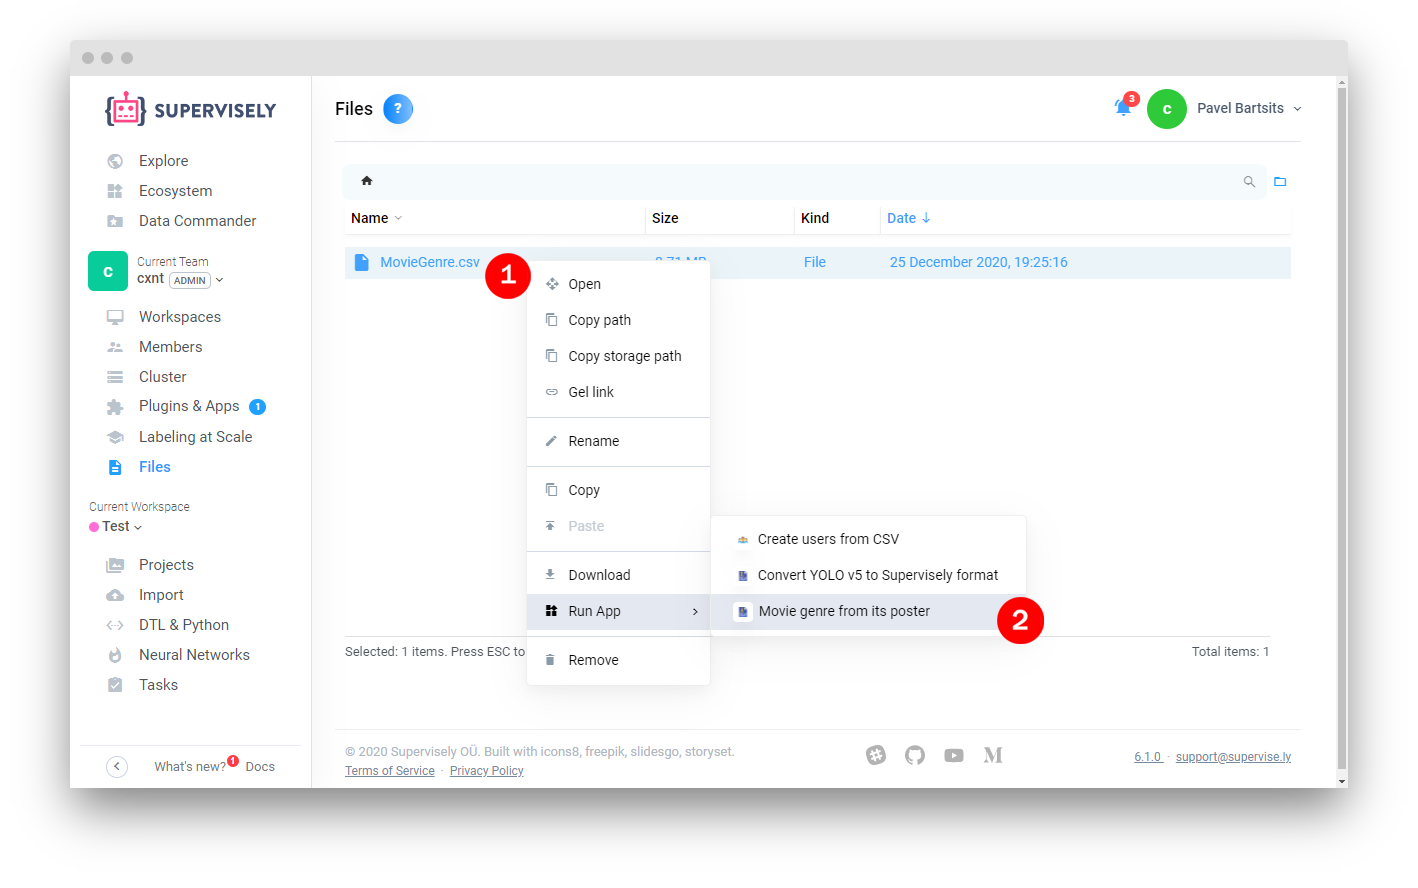 SUPERVISELY
Explore
Ecosystem
Data Commander
c
Current Team
cxnt ADMIN
Workspaces
Members
Cluster
Plugins & Apps 1
Labeling at Scale
Files
Current Workspace
Test
Projects
Import
DTL & Python
Neural Networks
Tasks
What's new? 1 Docs
Files ?
3 c Pavel Bartsits
Name Size Kind Date
MovieGenre.csv File 25 December 2020, 19:25:16
1
Open
Copy path
Copy storage path
Gel link
Rename
Copy
Paste
Download
Run App
Remove
Create users from CSV
Convert YOLO v5 to Supervisely format
Movie genre from its poster
2
Selected: 1 items. Press ESC to
Total items: 1
© 2020 Supervisely OÜ. Built with icons8, freepik, slidesgo, storyset.
Terms of Service · Privacy Policy
6.1.0 · support@supervise.ly